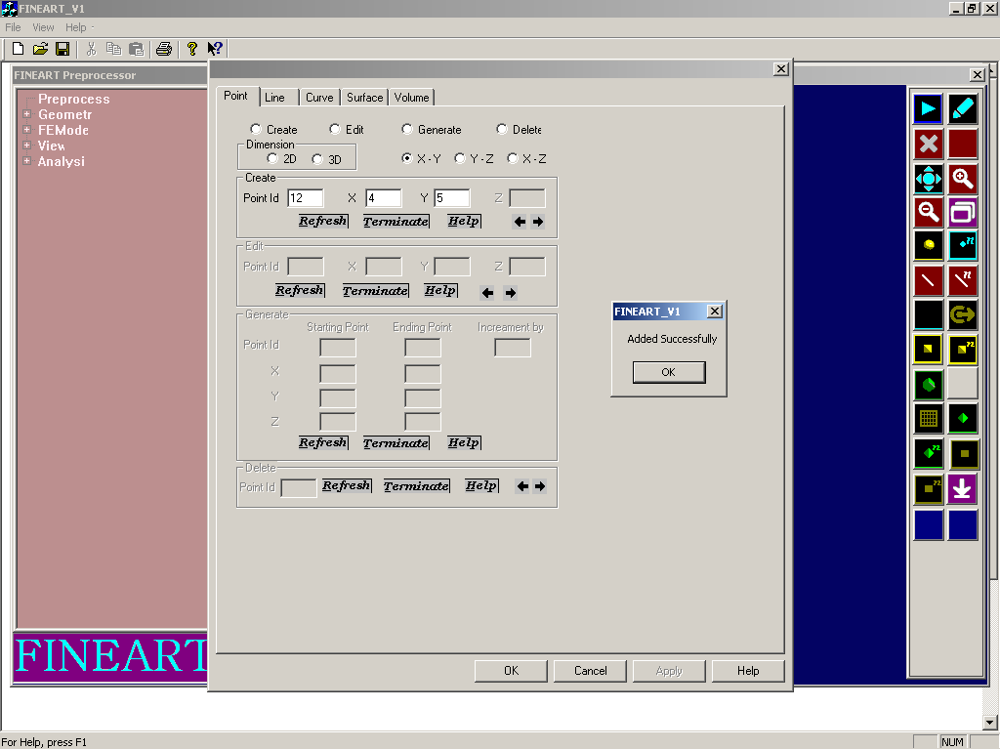 FINEART_V1
File View Help
FINEART Preprocessor
Preprocess
Geometr
FEMode
View
Analysi
FINEART
Point Line Curve Surface Volume
Create Edit Generate Delete
Dimension
2D 3D X-Y Y-Z X-Z
Create
Point Id 12 X 4 Y 5 Z
Refresh Terminate Help
Edit
Point Id X Y Z
Refresh Terminate Help
Generate
Starting Point Ending Point Increament by
Point Id
X
Y
Z
Refresh Terminate Help
Delete
Point Id Refresh Terminate Help
FINEART_V1
Added Successfully
OK
OK Cancel Apply Help
n
n
n
n
n
For Help, press F1
NUM